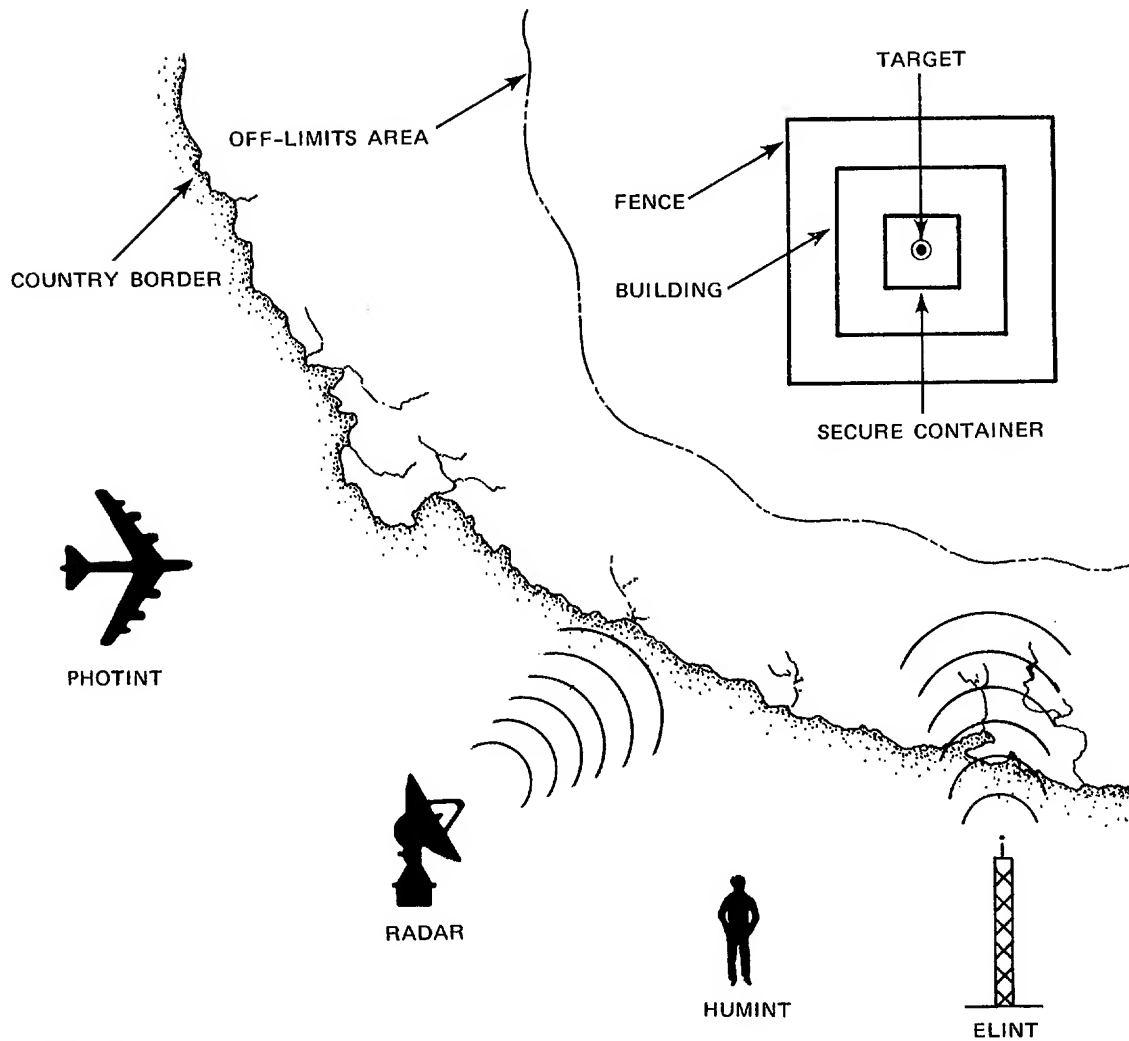 TARGET
OFF-LIMITS AREA
FENCE
COUNTRY BORDER
BUILDING
SECURE CONTAINER
PHOTINT
RADAR
HUMINT
ELINT